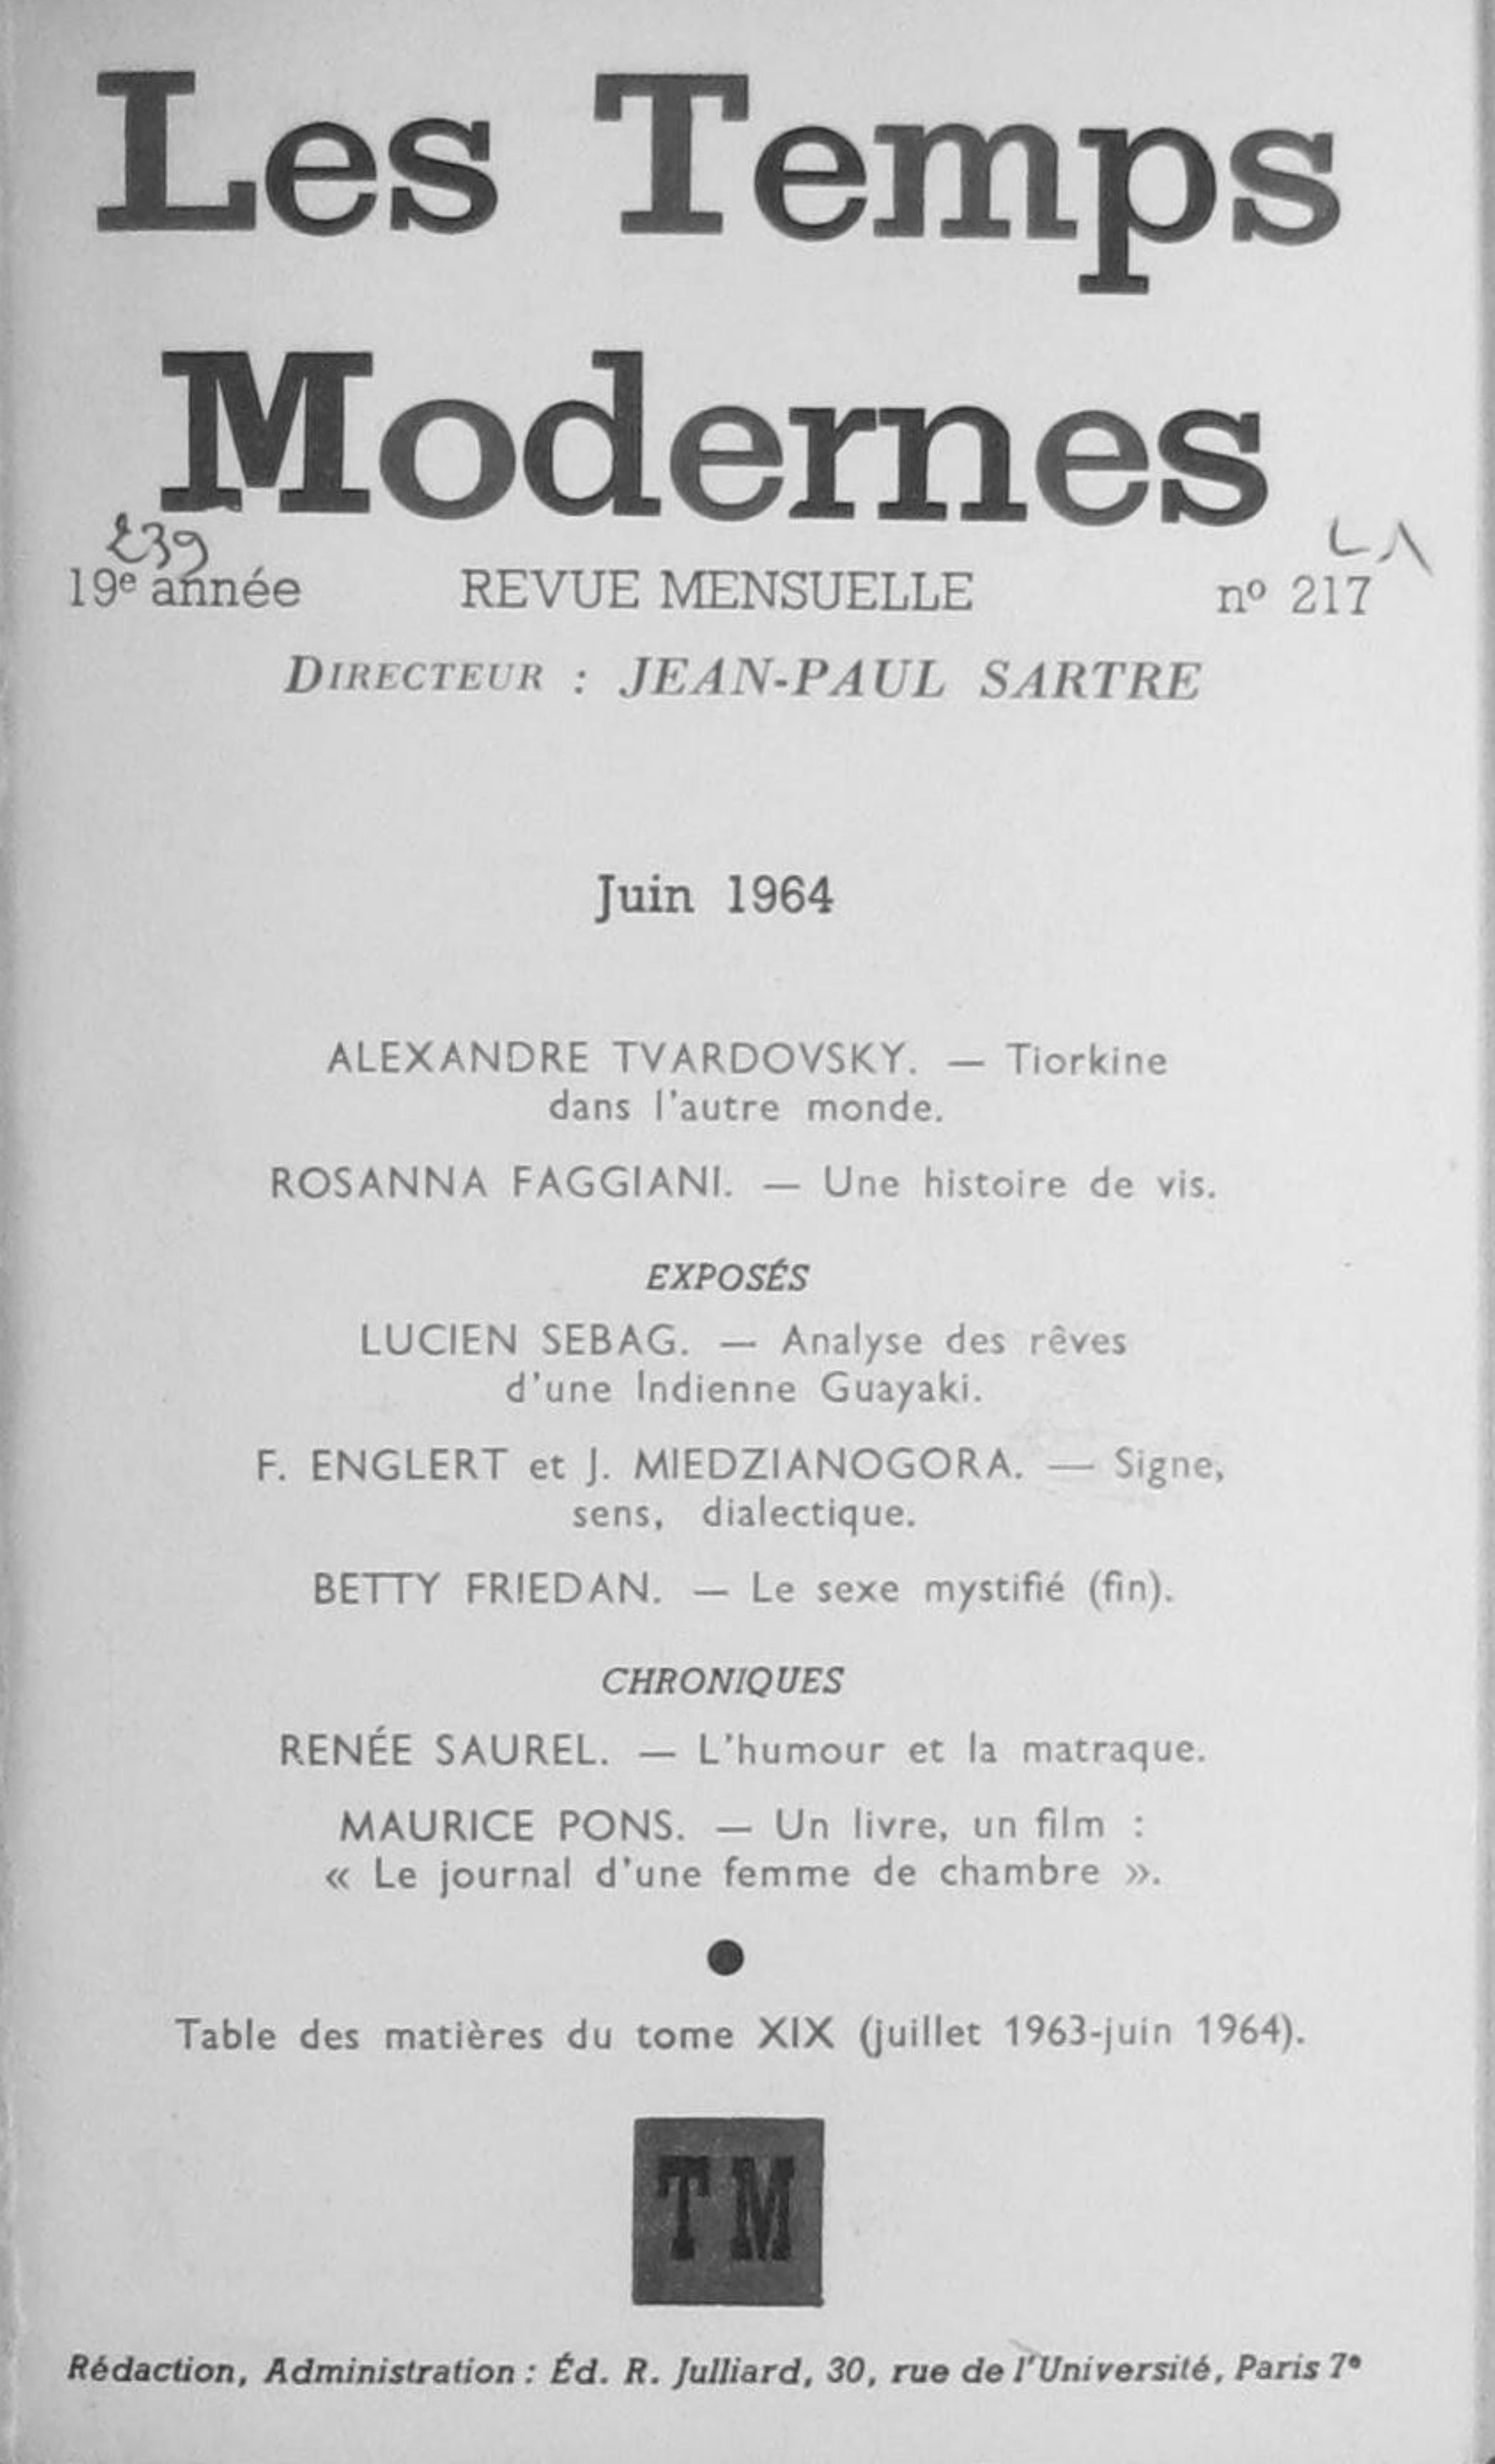 Les Temps
Modernes
239
19e année REVUE MENSUELLE nº 217
DIRECTEUR : JEAN-PAUL SARTRE
Juin 1964
ALEXANDRE TVARDOVSKY. — Tiorkine
dans l'autre monde.
ROSANNA FAGGIANI. — Une histoire de vis.
EXPOSÉS
LUCIEN SEBAG. — Analyse des rêves
d'une Indienne Guayaki.
F. ENGLERT et J. MIEDZIANOGORA. — Signe,
sens, dialectique.
BETTY FRIEDAN. — Le sexe mystifié (fin).
CHRONIQUES
RENÉE SAUREL. — L'humour et la matraque.
MAURICE PONS. — Un livre, un film :
« Le journal d'une femme de chambre ».
Table des matières du tome XIX (juillet 1963-juin 1964).
TM
Rédaction, Administration : Éd. R. Julliard, 30, rue de l'Université, Paris 7e